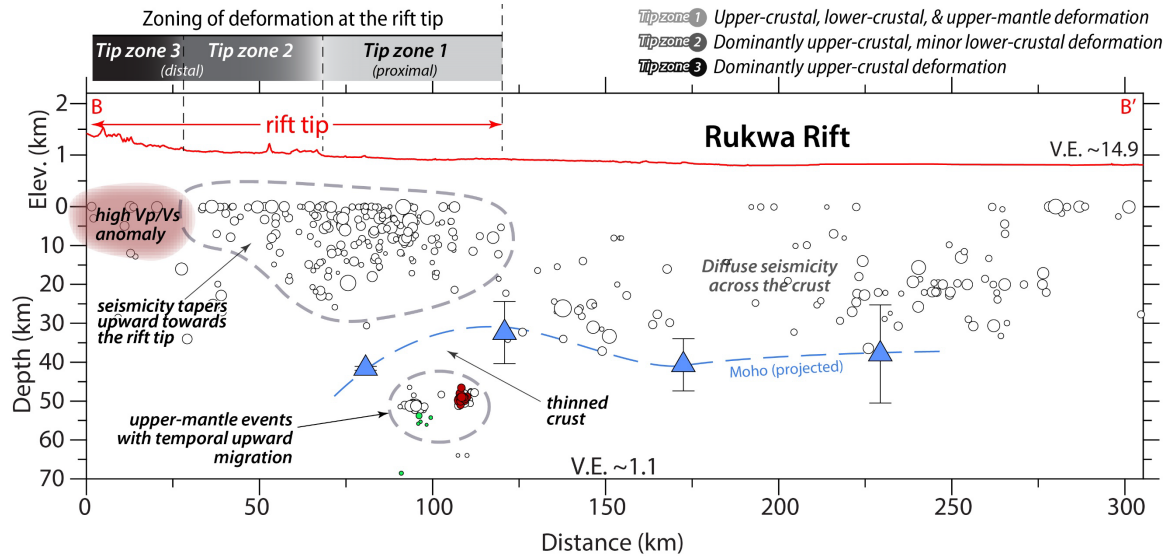 Zoning of deformation at the rift tip
Tip zone 3
(distal)
Tip zone 2
Tip zone 1
(proximal)
Tip zone 1 Upper-crustal, lower-crustal, & upper-mantle deformation
Tip zone 2 Dominantly upper-crustal, minor lower-crustal deformation
Tip zone 3 Dominantly upper-crustal deformation
B
B’
rift tip
Rukwa Rift
V.E. ~14.9
Elev. (km)
2
1
0
high Vp/Vs
anomaly
Diffuse seismicity
across the crust
seismicity tapers
upward towards
the rift tip
Depth (km)
10
20
30
40
50
60
70
Moho (projected)
thinned
crust
upper-mantle events
with temporal upward
migration
V.E. ~1.1
0
50
100
150
200
250
300
Distance (km)